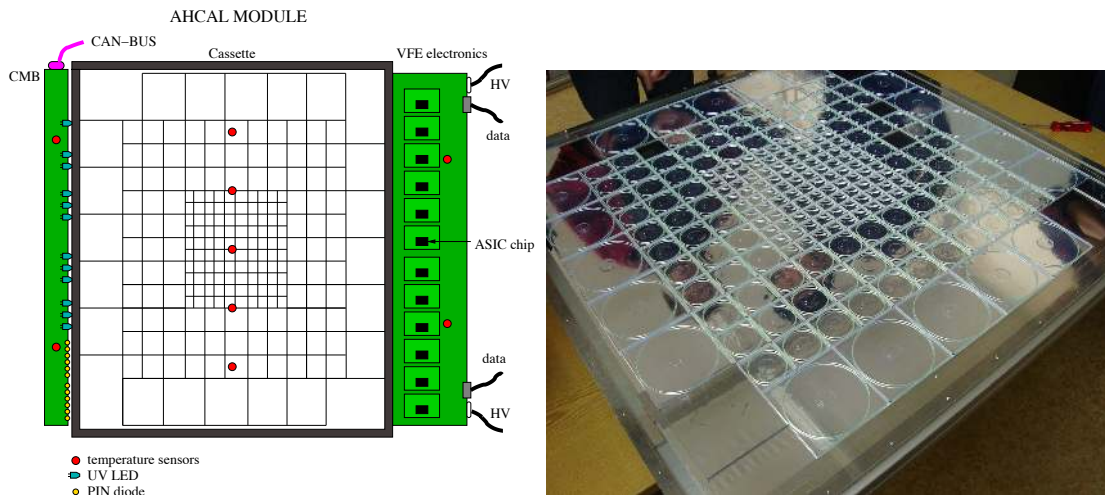 AHCAL MODULE
CAN−BUS
Cassette
VFE electronics
CMB
HV
data
ASIC chip
data
HV
temperature sensors
UV LED
PIN diode